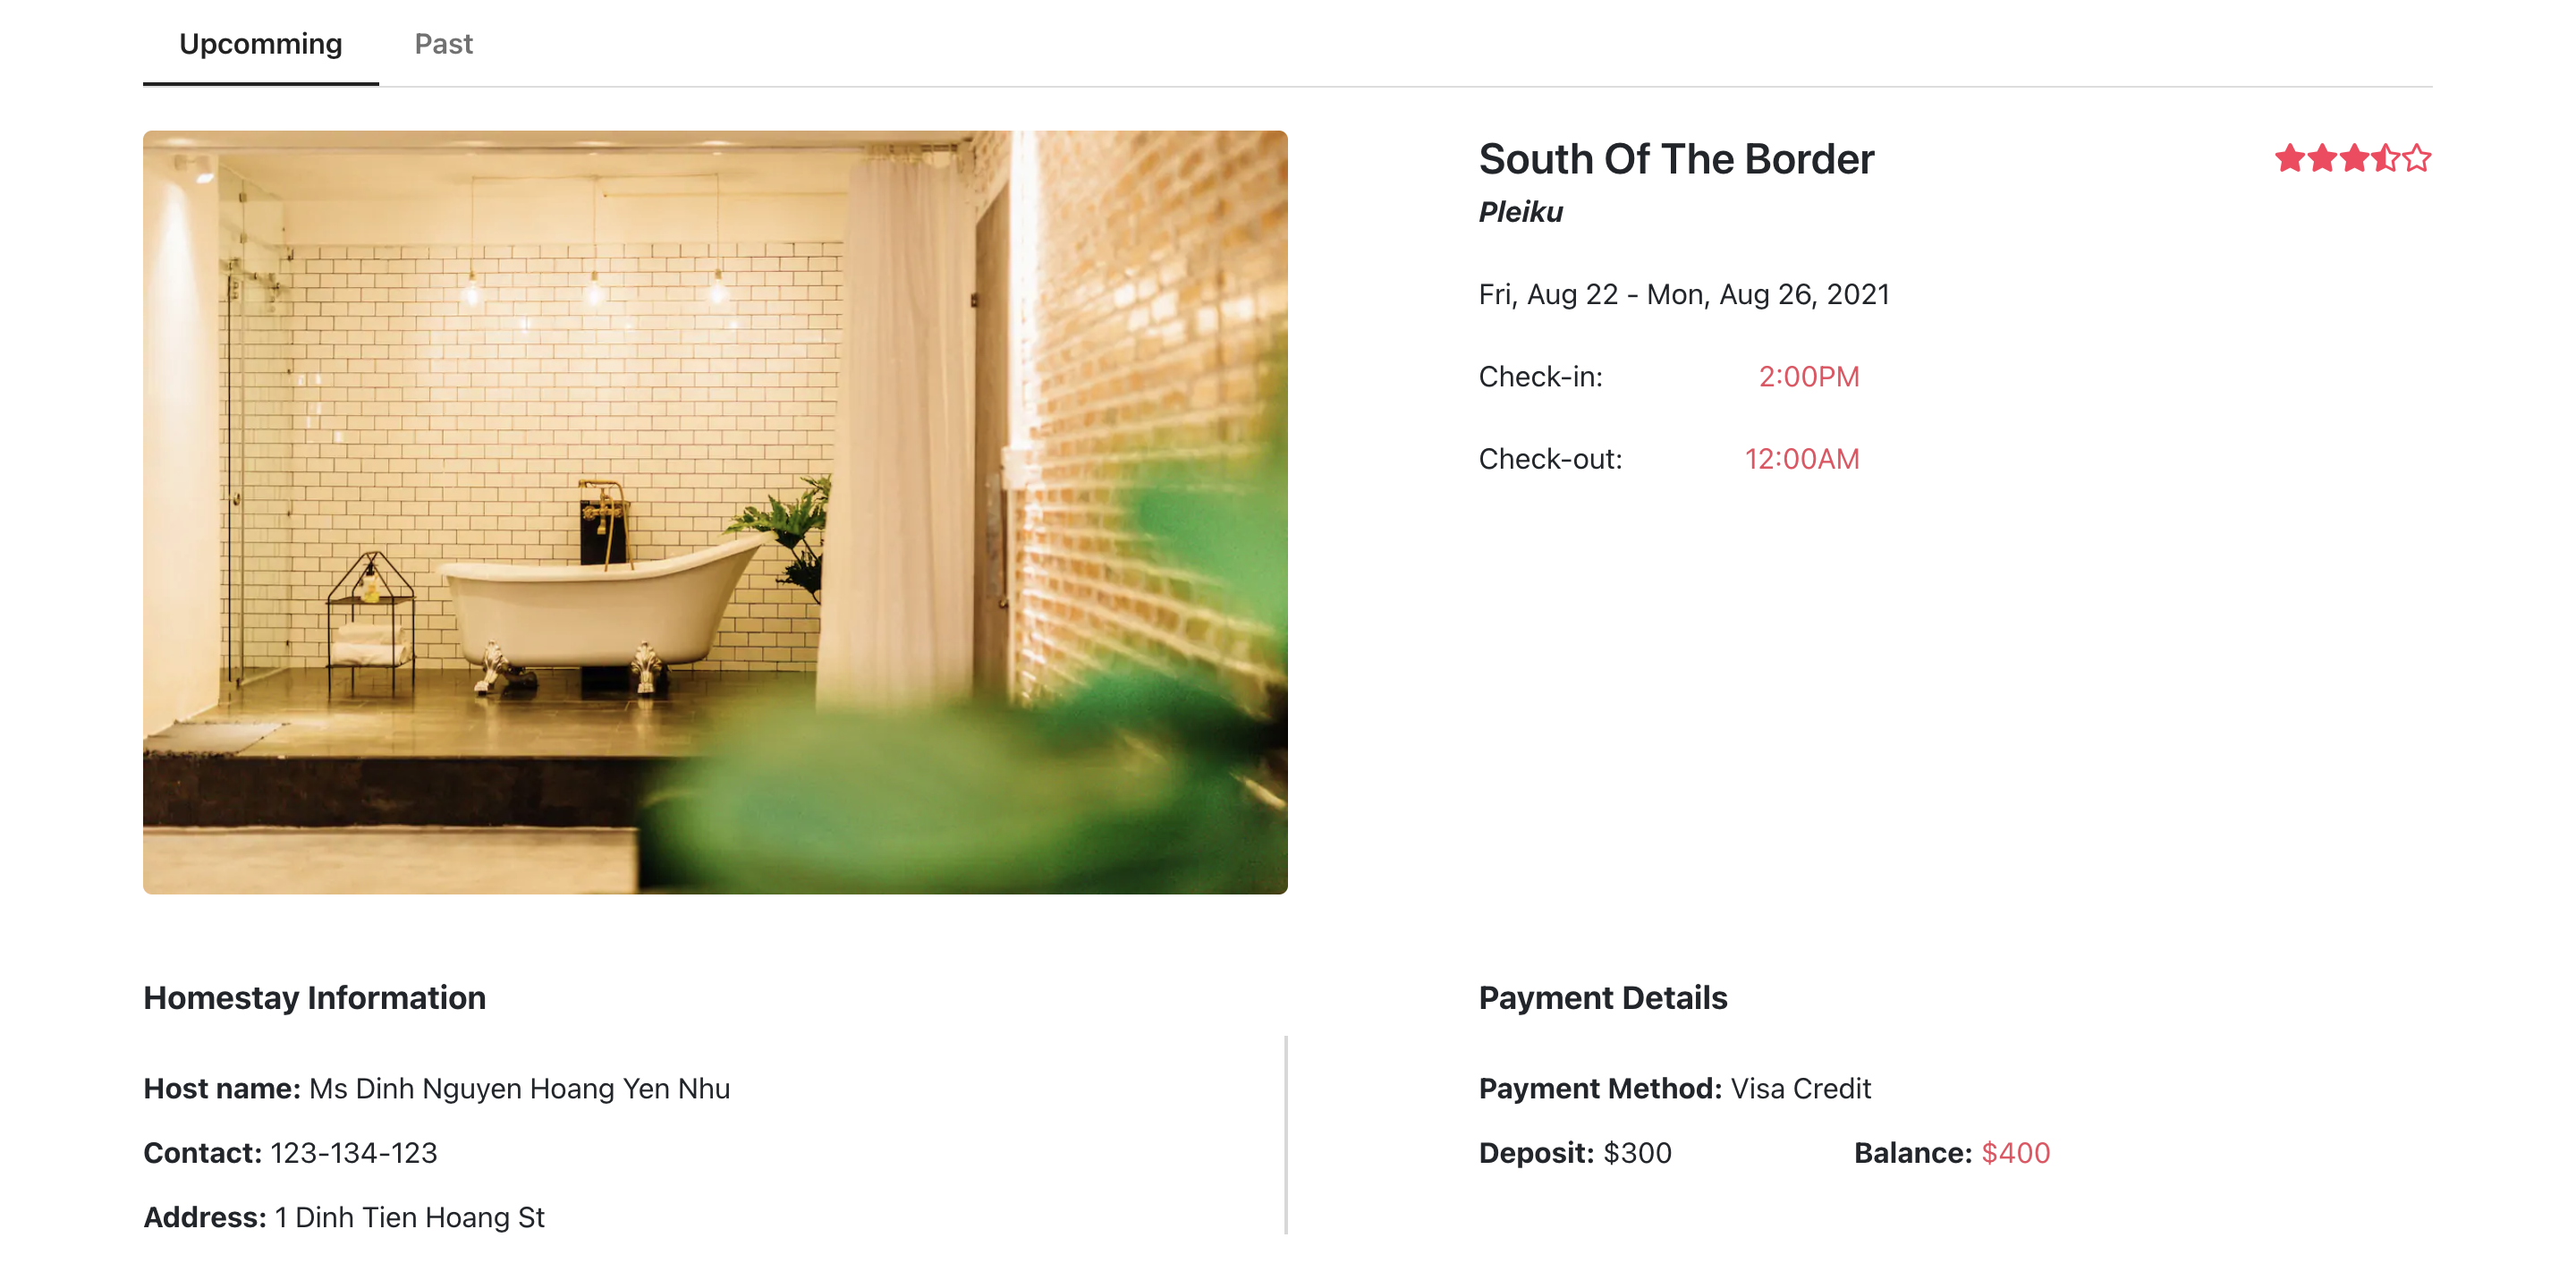 Upcomming Past
South Of The Border
Pleiku
Fri, Aug 22 - Mon, Aug 26, 2021
Check-in: 2:00PM
Check-out: 12:00AM
Homestay Information
Host name: Ms Dinh Nguyen Hoang Yen Nhu
Contact: 123-134-123
Address: 1 Dinh Tien Hoang St
Payment Details
Payment Method: Visa Credit
Deposit: $300 Balance: $400